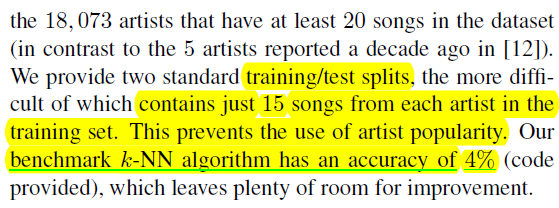 the 18,073 artists that have at least 20 songs in the dataset
(in contrast to the 5 artists reported a decade ago in [12]).
We provide two standard training/test splits, the more diffi-
cult of which contains just 15 songs from each artist in the
training set. This prevents the use of artist popularity. Our
benchmark k-NN algorithm has an accuracy of 4% (code
provided), which leaves plenty of room for improvement.